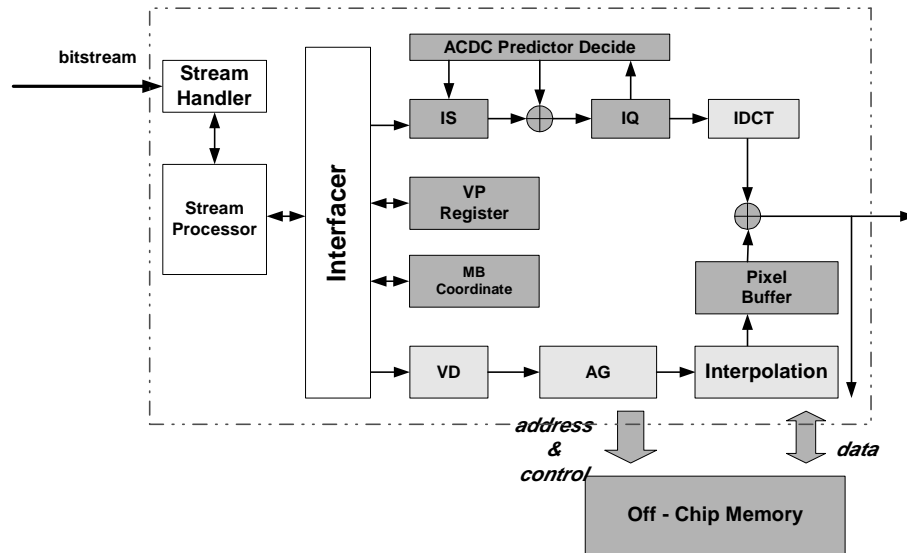 ACDC Predictor Decide
bitstream
Stream
Handler
IS
IQ
IDCT
Stream
Processor
Interfacer
VP
Register
MB
Coordinate
Pixel
Buffer
VD
AG
Interpolation
address
&
control
data
Off - Chip Memory